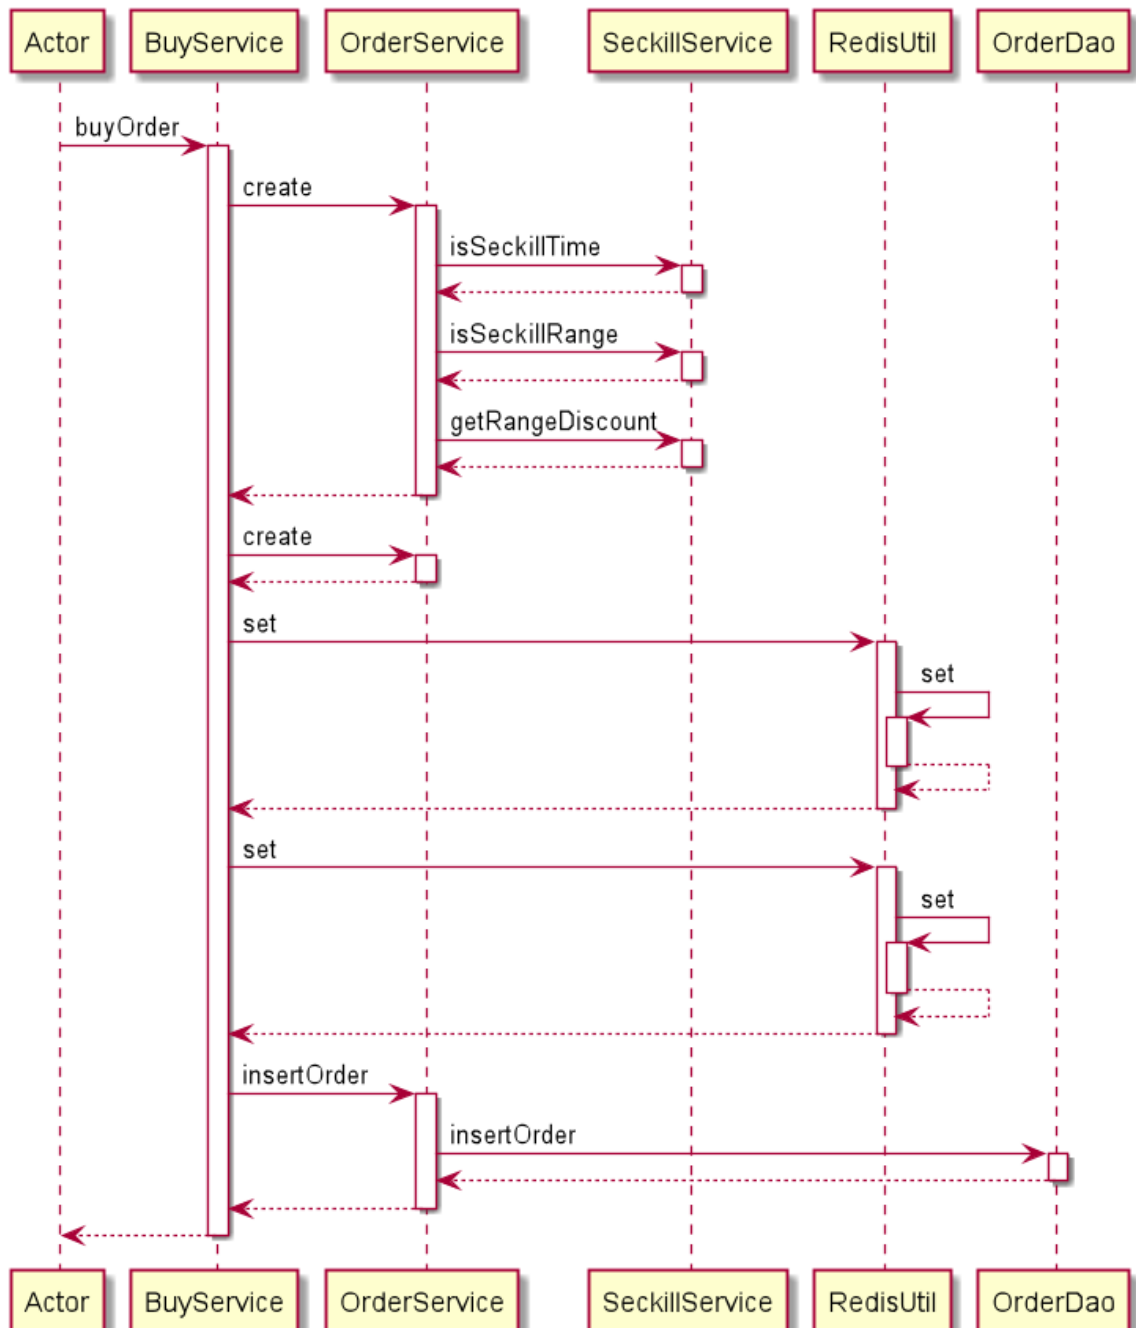 Actor BuyService OrderService SeckillService RedisUtil OrderDao
buyOrder
create
isSeckillTime
isSeckillRange
getRangeDiscount
create
set
set
set
set
insertOrder
insertOrder
Actor BuyService OrderService SeckillService RedisUtil OrderDao